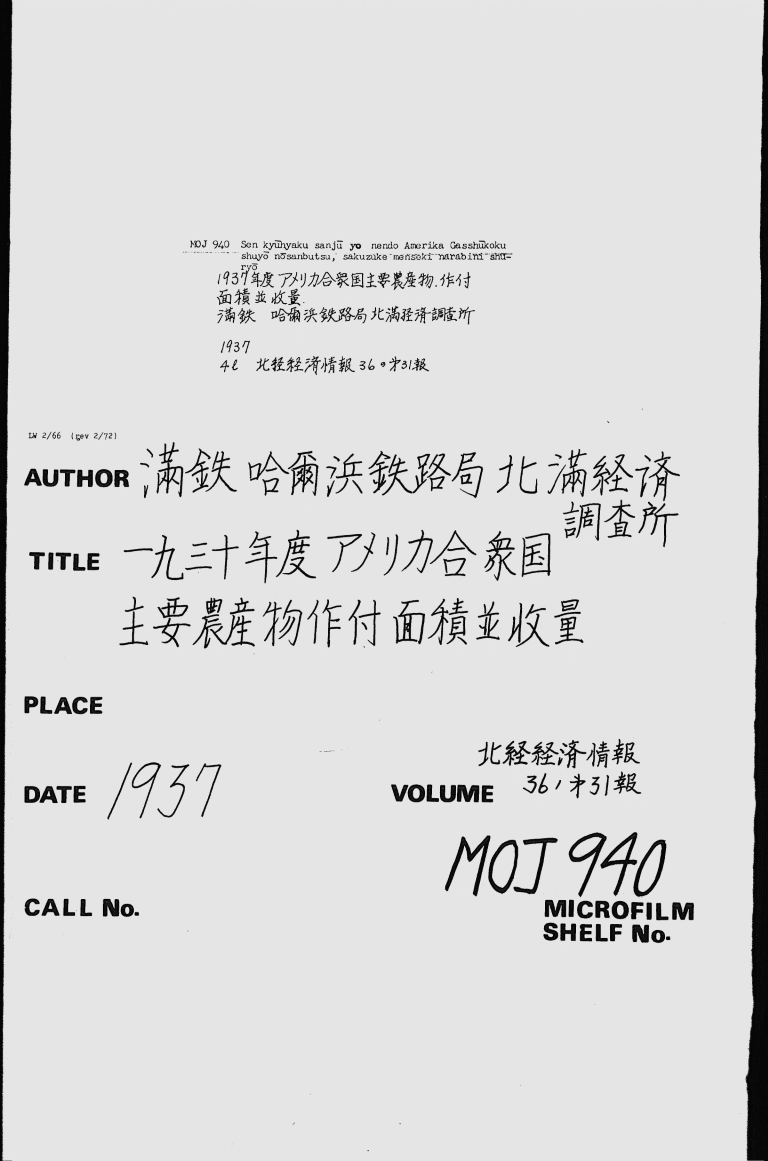 MOJ 940 Sen kyūhyaku sanjū yo nendo Amerika Gasshūkoku
shuyō nōsanbutsu, sakuzuke menseki narabini shū-
ryō
1937年度アメリカ合衆国主要農産物,作付
面積並收量.
満鉄 哈爾浜鉄路局北満経済調査所
1937
4ℓ 北経経済情報36。第31報
LW 2/66 (rev 2/72)
AUTHOR 満鉄哈爾浜鉄路局北満経済
調査所
TITLE 一九三十年度アメリカ合衆国
主要農産物作付面積並收量
PLACE
北経経済情報
DATE 1937 VOLUME 36,第31報
MOJ 940
CALL No. MICROFILM
SHELF No.